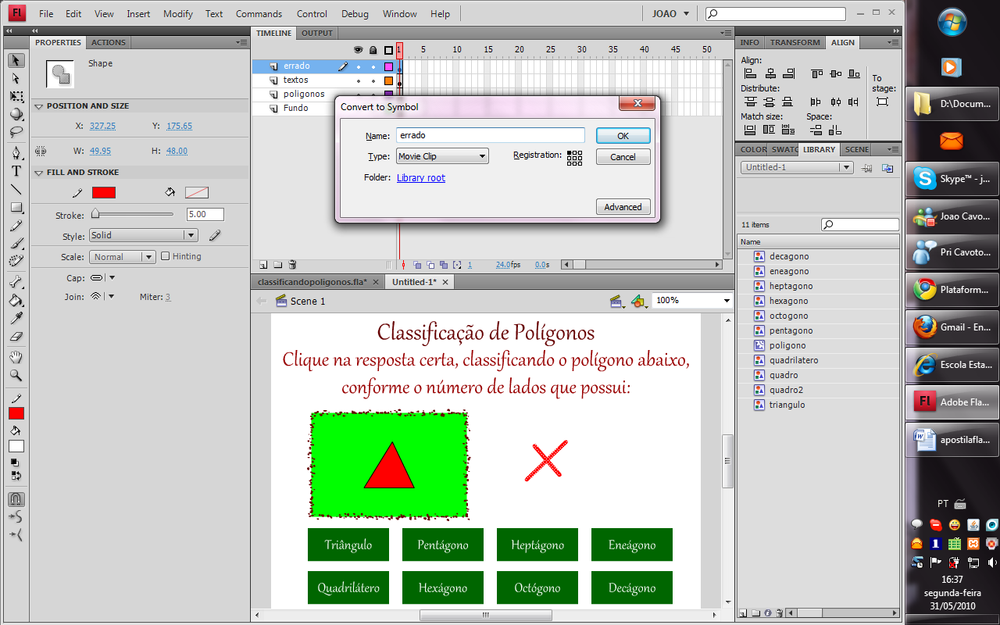 Fl File Edit View Insert Modify Text Commands Control Debug Window Help JOAO
PROPERTIES ACTIONS
Shape
POSITION AND SIZE
X: 327.25 Y: 175.65
W: 49.95 H: 48.00
FILL AND STROKE
Stroke: 5.00
Style: Solid
Scale: Normal Hinting
Cap:
Join: Miter: 3
TIMELINE OUTPUT
1 5 10 15 20 25 30 35 40 45 50
errado
textos
poligonos
Fundo
1 24.0fps 0.0s
Convert to Symbol
Name: errado OK
Type: Movie Clip Registration: Cancel
Folder: Library root
Advanced
classificandopoligonos.fla* Untitled-1*
Scene 1 100%
Classificação de Polígonos
Clique na resposta certa, classificando o polígono abaixo,
conforme o número de lados que possui:
Triângulo Pentágono Heptágono Eneágono
Quadrilátero Hexágono Octógono Decágono
INFO TRANSFORM ALIGN
Align:
To
stage:
Distribute:
Match size: Space:
COLOR SWATC LIBRARY SCENE
Untitled-1
11 items
Name
decagono
eneagono
heptagono
hexagono
octogono
pentagono
poligono
quadrilatero
quadro
quadro2
triangulo
D:\Docum...
Skype™ - j...
Joao Cavo...
Pri Cavoto...
Plataform...
Gmail - En...
Escola Esta...
Fl Adobe Fla...
apostilafla...
PT
1
16:37
segunda-feira
31/05/2010